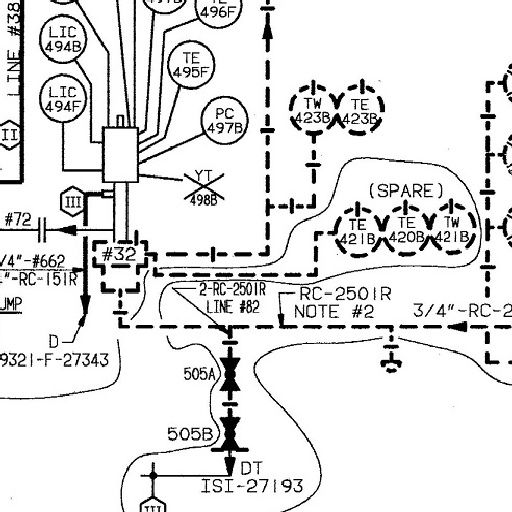 496F
LIC
494B
TE
495F
LINE #38
LIC
494F
PC
497B
TW
423B
TE
423B
II
YT
498B
III
(SPARE)
#72
TE
421B
TE
420B
TW
421B
#32
/4"-#662
"-RC-151R
2-RC-2501R
LINE #82
RC-2501R
NOTE #2
3/4"-RC-2
UMP
D
9321-F-27343
505A
505B
DT
ISI-27193
III